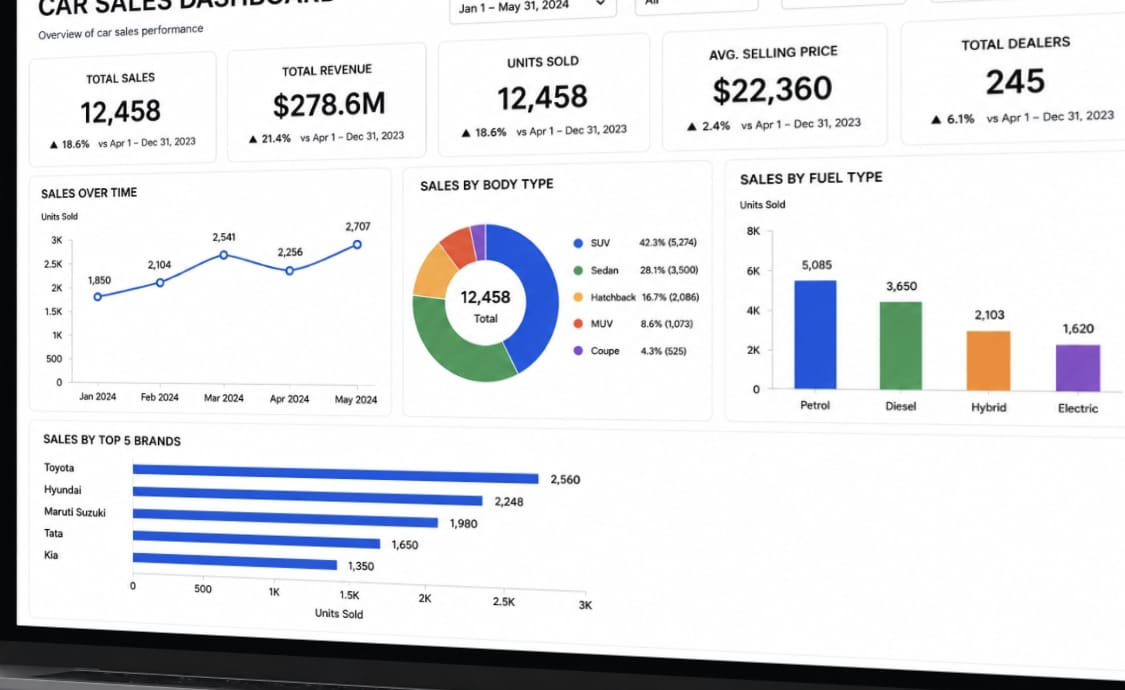 CAR SALES DASHBOARD
Overview of car sales performance
Jan 1 – May 31, 2024
All
TOTAL SALES
12,458
▲ 18.6% vs Apr 1 – Dec 31, 2023
TOTAL REVENUE
$278.6M
▲ 21.4% vs Apr 1 – Dec 31, 2023
UNITS SOLD
12,458
▲ 18.6% vs Apr 1 – Dec 31, 2023
AVG. SELLING PRICE
$22,360
▲ 2.4% vs Apr 1 – Dec 31, 2023
TOTAL DEALERS
245
▲ 6.1% vs Apr 1 – Dec 31, 2023
SALES OVER TIME
Units Sold
3K
2.5K
2K
1.5K
1K
500
0
1,850
2,104
2,541
2,256
2,707
Jan 2024 Feb 2024 Mar 2024 Apr 2024 May 2024
SALES BY BODY TYPE
12,458
Total
SUV 42.3% (5,274)
Sedan 28.1% (3,500)
Hatchback 16.7% (2,086)
MUV 8.6% (1,073)
Coupe 4.3% (525)
SALES BY FUEL TYPE
Units Sold
8K
6K
4K
2K
0
5,085
3,650
2,103
1,620
Petrol Diesel Hybrid Electric
SALES BY TOP 5 BRANDS
Toyota 2,560
Hyundai 2,248
Maruti Suzuki 1,980
Tata 1,650
Kia 1,350
0 500 1K 1.5K 2K 2.5K 3K
Units Sold